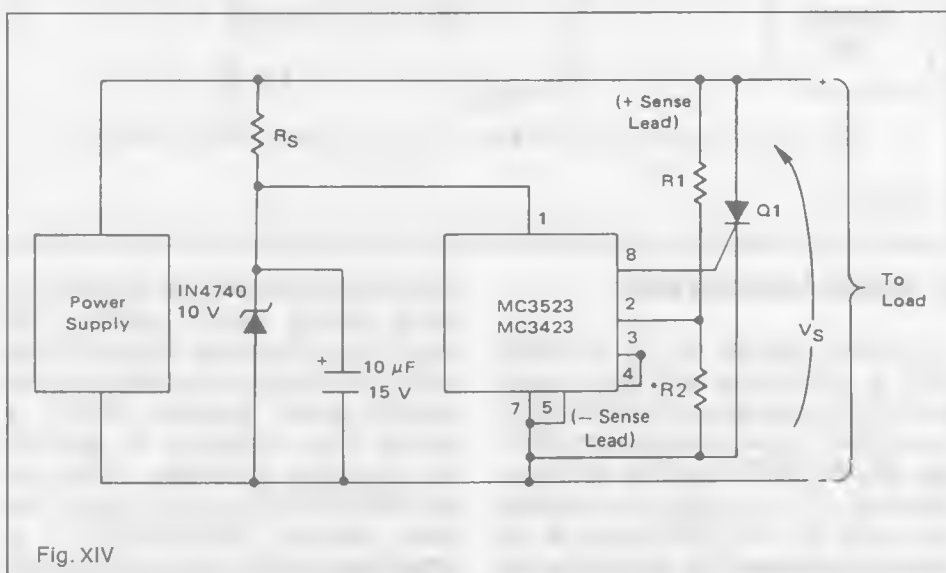 (+ Sense
Lead)
+
RS
R1
Q1
1
8
Power
Supply
IN4740
10 V
MC3523
MC3423
2
3
4
To
Load
VS
+
10 µF
15 V
*R2
7
5
(– Sense
Lead)
–
Fig. XIV